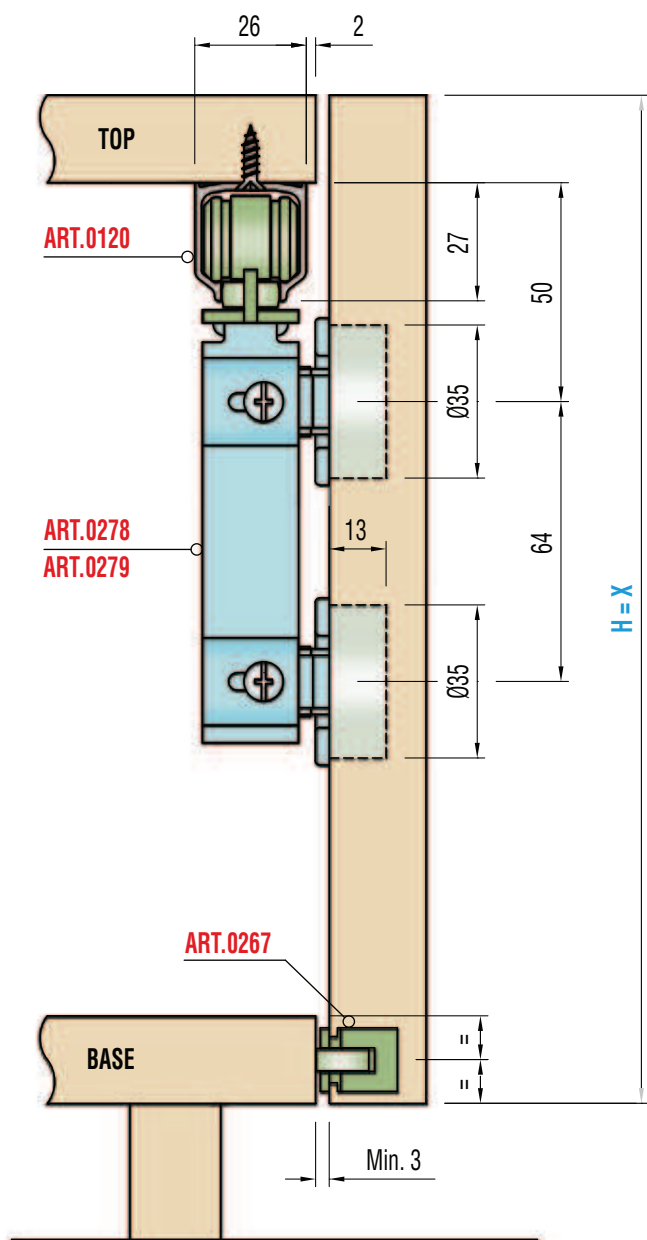 26
2
TOP
ART.0120
27
50
Ø35
ART.0278
ART.0279
13
64
H = X
Ø35
ART.0267
BASE
=
=
Min. 3